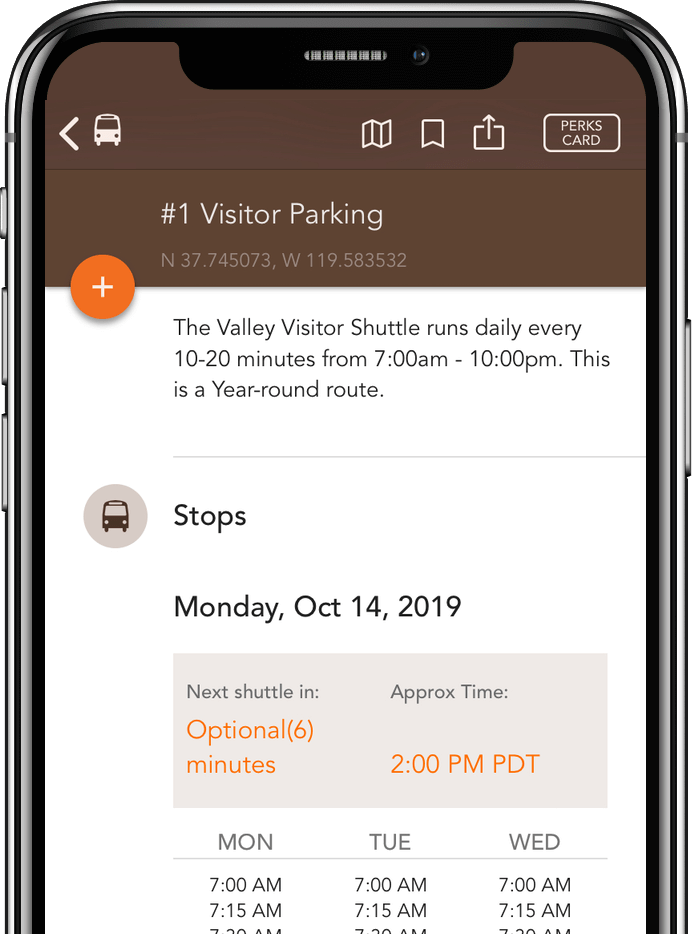 PERKS
CARD
#1 Visitor Parking
N 37.745073, W 119.583532
The Valley Visitor Shuttle runs daily every
10-20 minutes from 7:00am - 10:00pm. This
is a Year-round route.
Stops
Monday, Oct 14, 2019
Next shuttle in: Approx Time:
Optional(6)
minutes 2:00 PM PDT
MON TUE WED
7:00 AM 7:00 AM 7:00 AM
7:15 AM 7:15 AM 7:15 AM